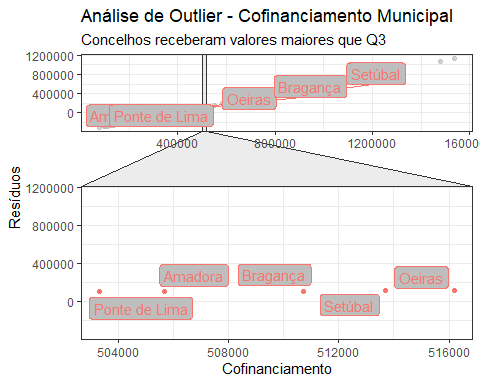 Análise de Outlier - Cofinanciamento Municipal
Concelhos receberam valores maiores que Q3
1200000
800000
400000
0
Am
Ponte de Lima
Oeiras
Bragança
Setúbal
400000
800000
1200000
1600000
Resíduos
1200000
800000
400000
0
Amadora
Bragança
Oeiras
Ponte de Lima
Setúbal
504000
508000
512000
516000
Cofinanciamento